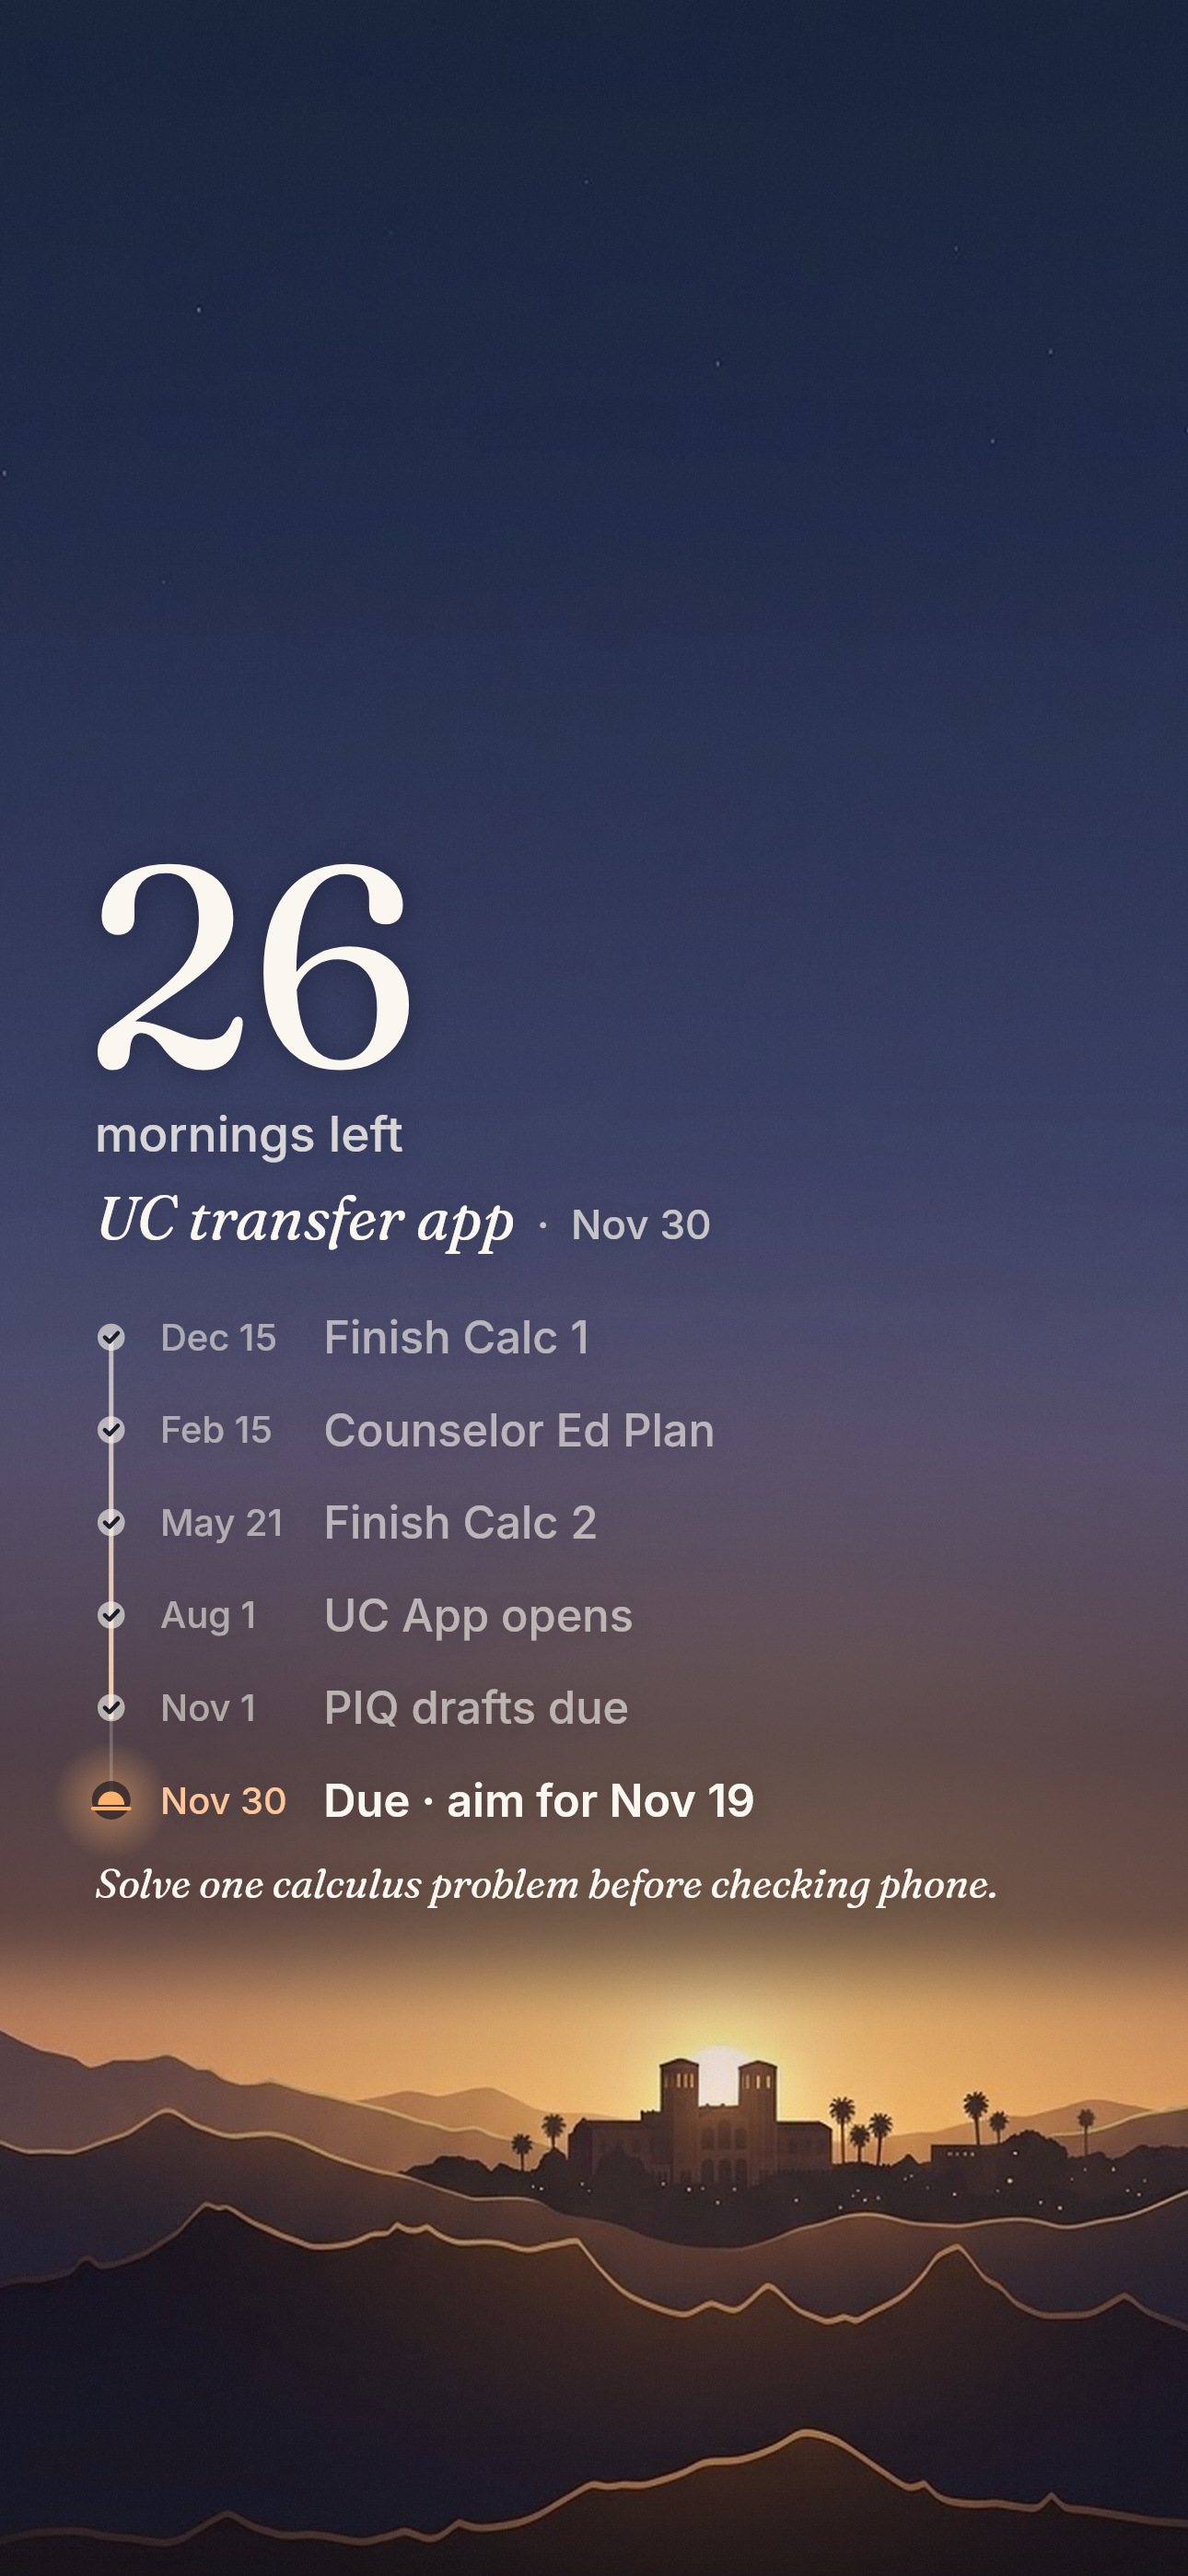 26
mornings left
UC transfer app · Nov 30
Dec 15 Finish Calc 1
Feb 15 Counselor Ed Plan
May 21 Finish Calc 2
Aug 1 UC App opens
Nov 1 PIQ drafts due
Nov 30 Due · aim for Nov 19
Solve one calculus problem before checking phone.